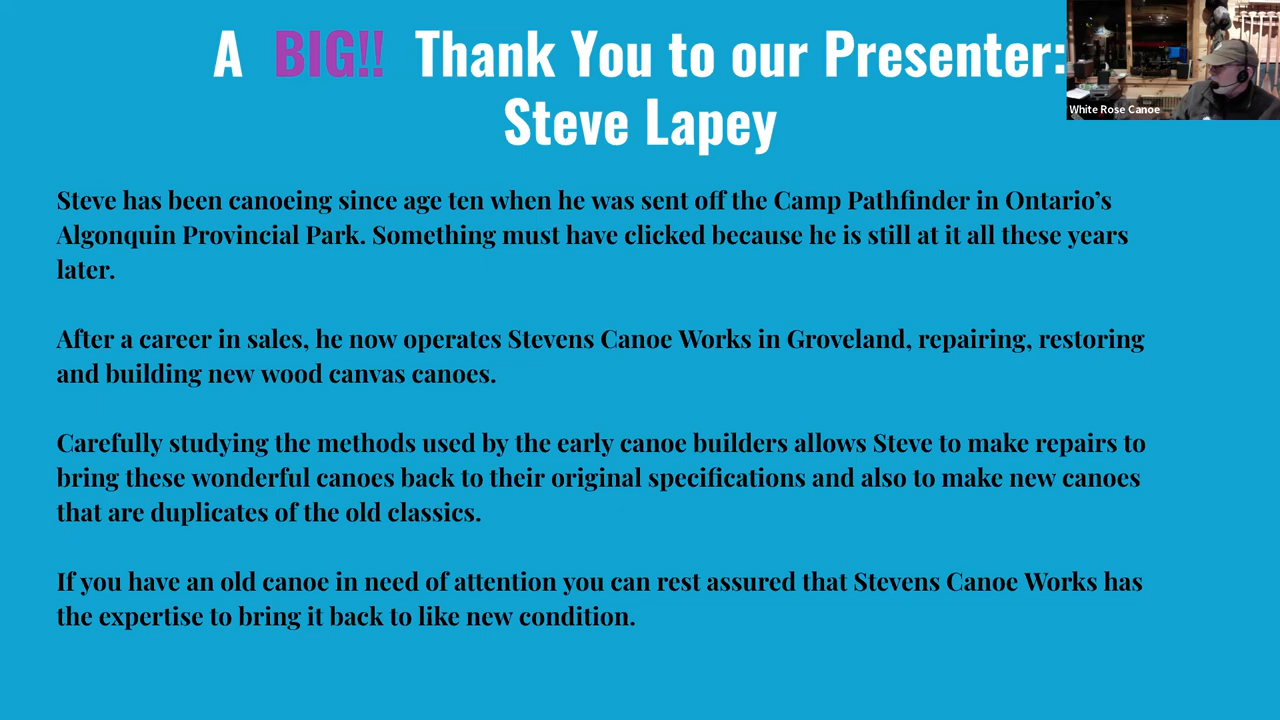 A BIG!! Thank You to our Presenter:
Steve Lapey
White Rose Canoe
Steve has been canoeing since age ten when he was sent off the Camp Pathfinder in Ontario’s
Algonquin Provincial Park. Something must have clicked because he is still at it all these years
later.
After a career in sales, he now operates Stevens Canoe Works in Groveland, repairing, restoring
and building new wood canvas canoes.
Carefully studying the methods used by the early canoe builders allows Steve to make repairs to
bring these wonderful canoes back to their original specifications and also to make new canoes
that are duplicates of the old classics.
If you have an old canoe in need of attention you can rest assured that Stevens Canoe Works has
the expertise to bring it back to like new condition.